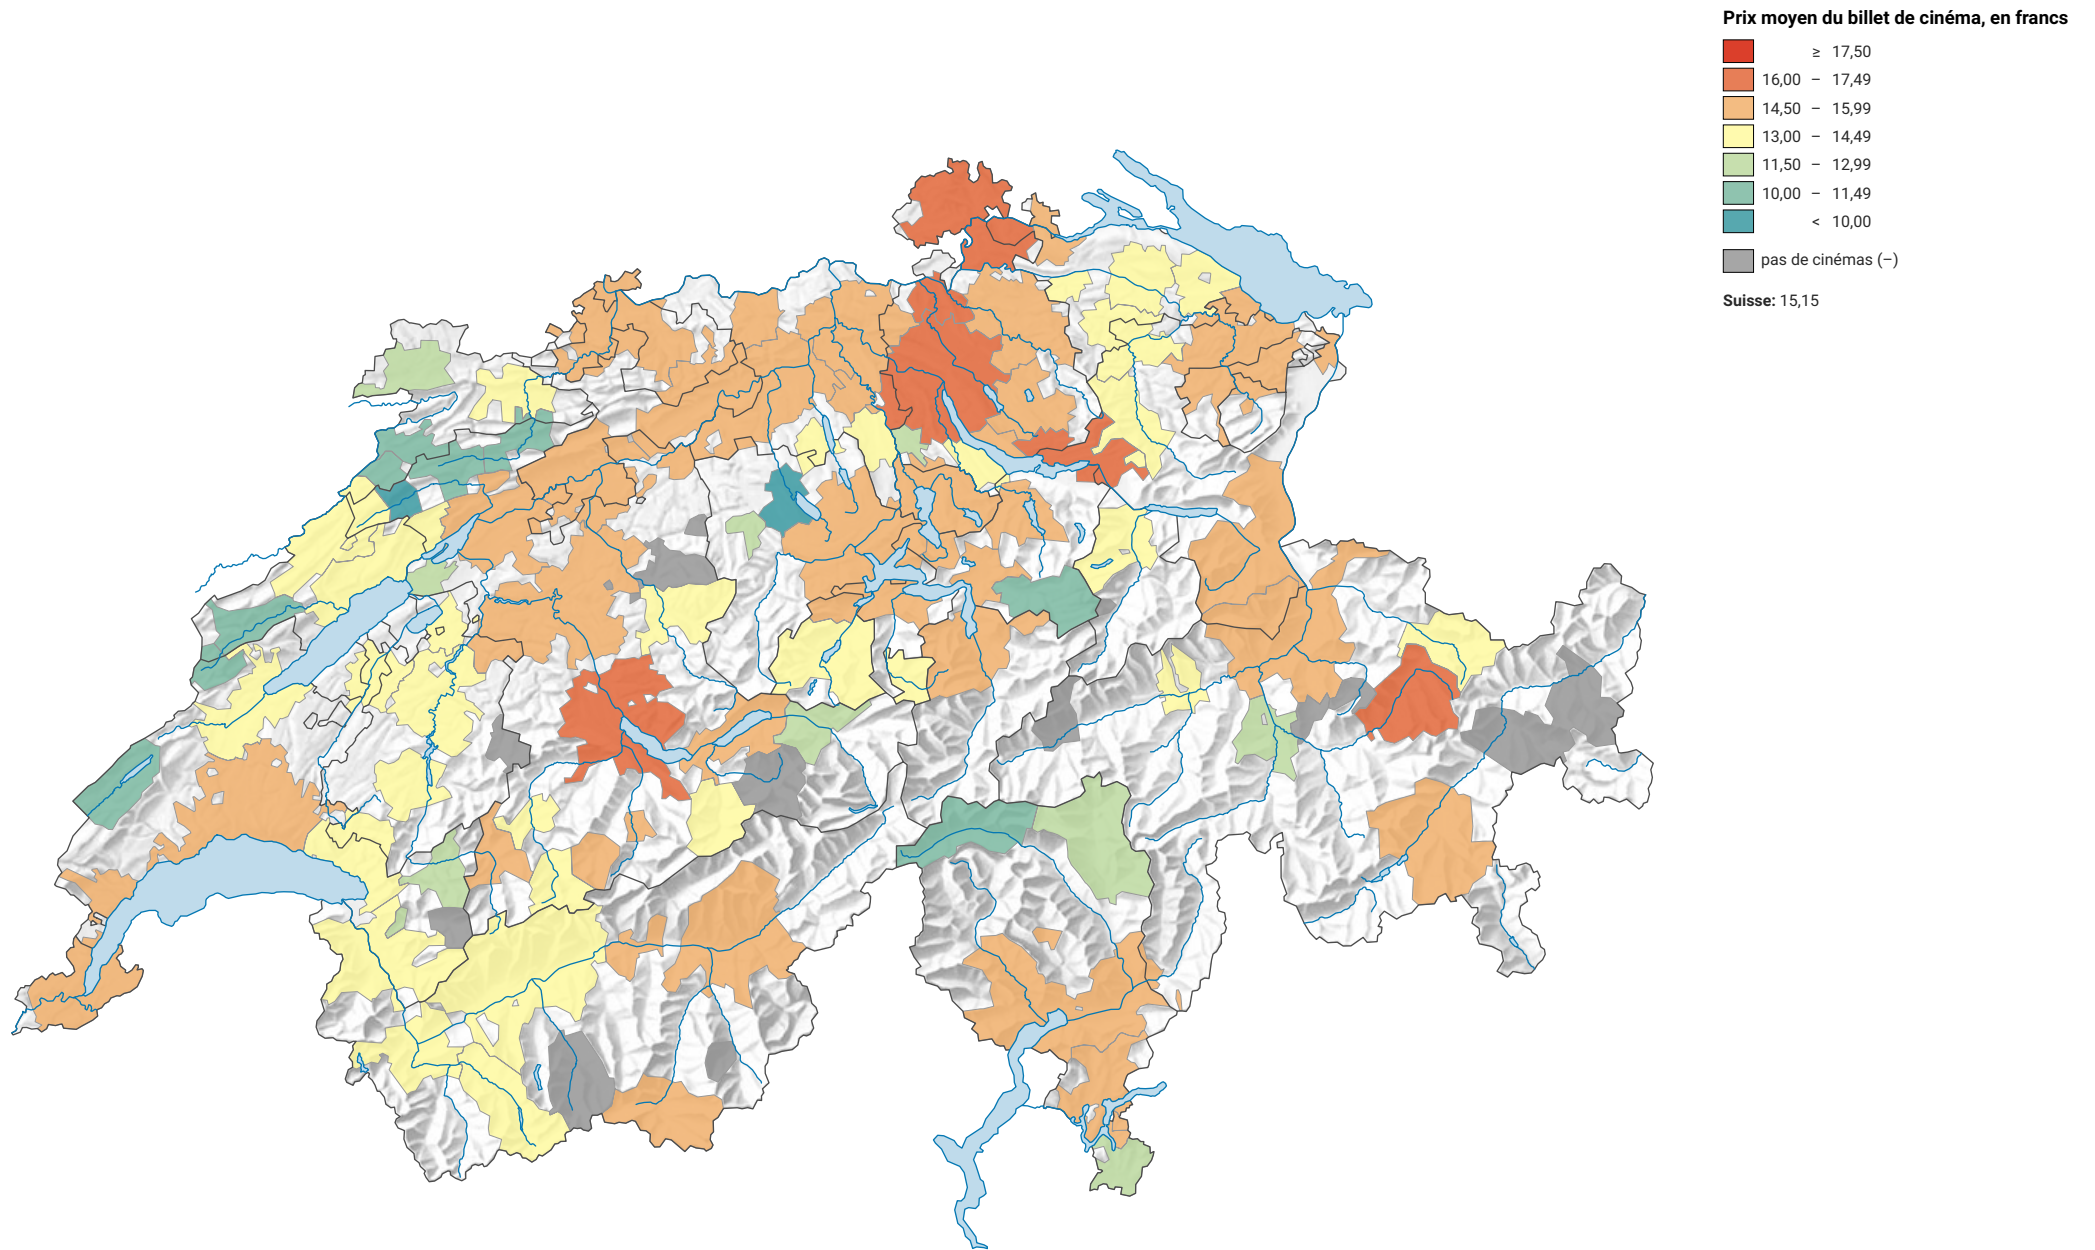 Prix moyen du billet de cinéma, en francs
≥ 17,50
16,00 – 17,49
14,50 – 15,99
13,00 – 14,49
11,50 – 12,99
10,00 – 11,49
< 10,00
pas de cinémas (–)
Suisse: 15,15